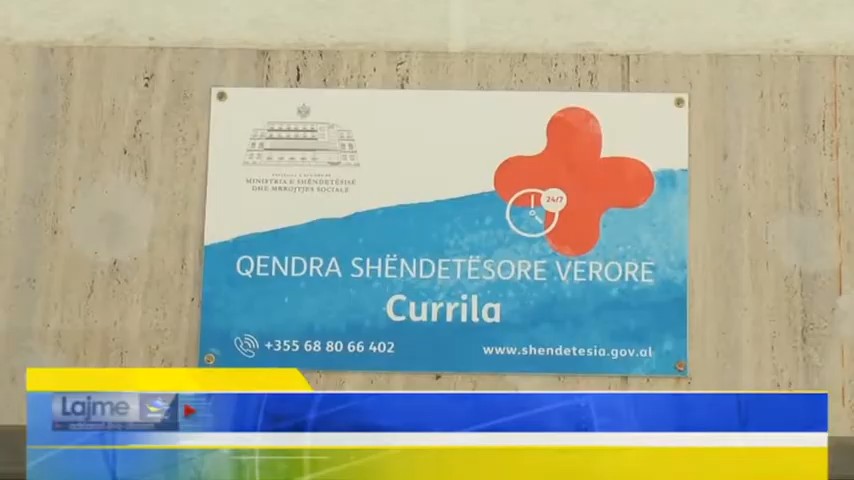 MINISTRIA E SHËNDETËSISË
DHE MBROJTJES SOCIALE
24/7
QENDRA SHËNDETËSORE VERORE
Currila
+355 68 80 66 402
www.shendetesia.gov.al
Lajme